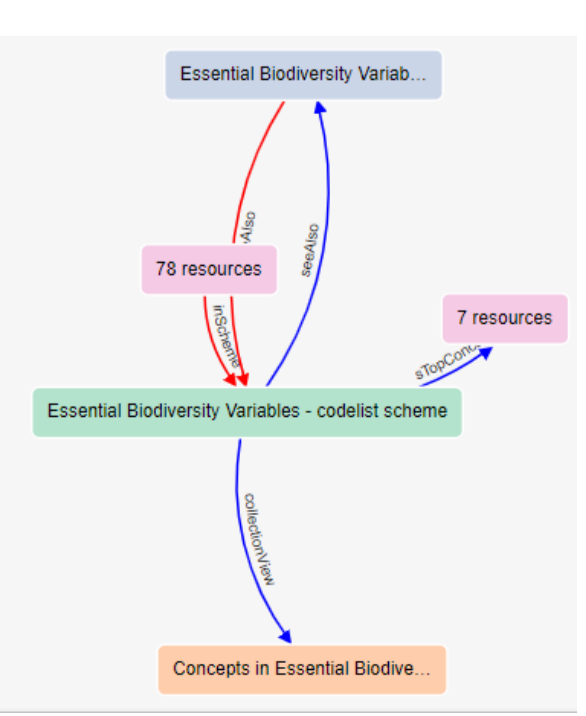 Essential Biodiversity Variab...
seeAlso
78 resources
inScheme
7 resources
Essential Biodiversity Variables - codelist scheme
collectionView
Concepts in Essential Biodive...